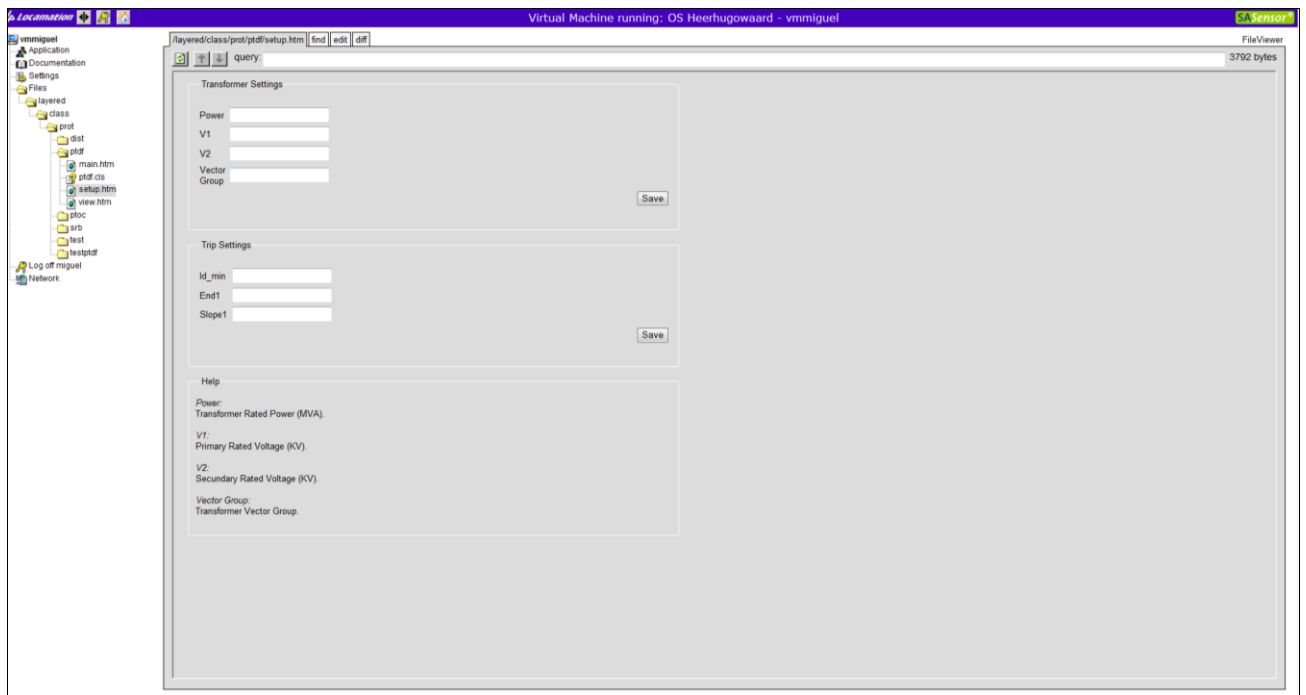 Locamation
Virtual Machine running: OS Heerhugowaard - vmmiguel
SASensor
vmmiguel
Application
Documentation
Settings
Files
layered
class
prot
dist
ptdf
main.htm
ptdf.cls
setup.htm
view.htm
ptoc
srb
test
testptdf
Log off miguel
Network
/layered/class/prot/ptdf/setup.htm find edit diff
FileViewer
query:
3792 bytes
Transformer Settings
Power
V1
V2
Vector
Group
Save
Trip Settings
Id_min
End1
Slope1
Save
Help
Power:
Transformer Rated Power (MVA).
V1:
Primary Rated Voltage (KV).
V2:
Secundary Rated Voltage (KV).
Vector Group:
Transformer Vector Group.